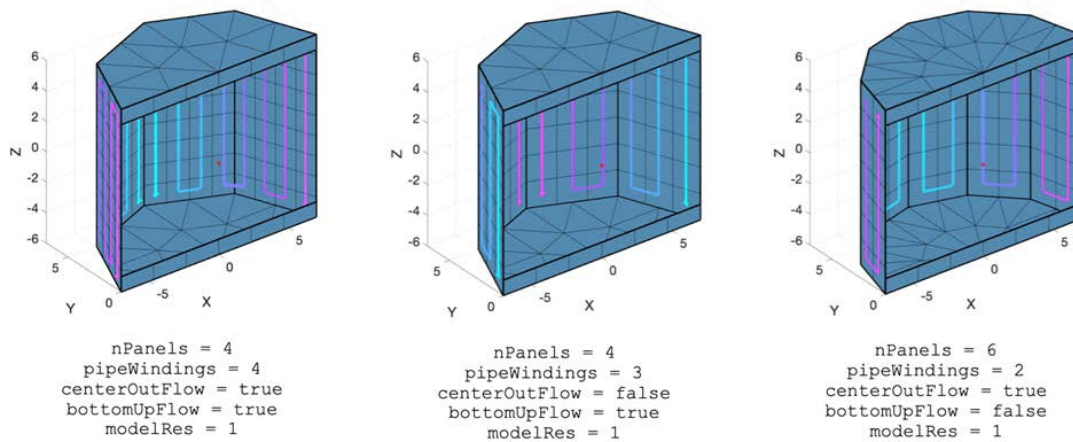 6
4
2
0
-2
-4
-6
Z
5
0
Y
-5
0
5
X
nPanels = 4
pipeWindings = 4
centerOutFlow = true
bottomUpFlow = true
modelRes = 1
6
4
2
0
-2
-4
-6
Z
5
0
Y
-5
0
5
X
nPanels = 4
pipeWindings = 3
centerOutFlow = false
bottomUpFlow = true
modelRes = 1
6
4
2
0
-2
-4
-6
Z
5
0
Y
-5
0
5
X
nPanels = 6
pipeWindings = 2
centerOutFlow = true
bottomUpFlow = false
modelRes = 1